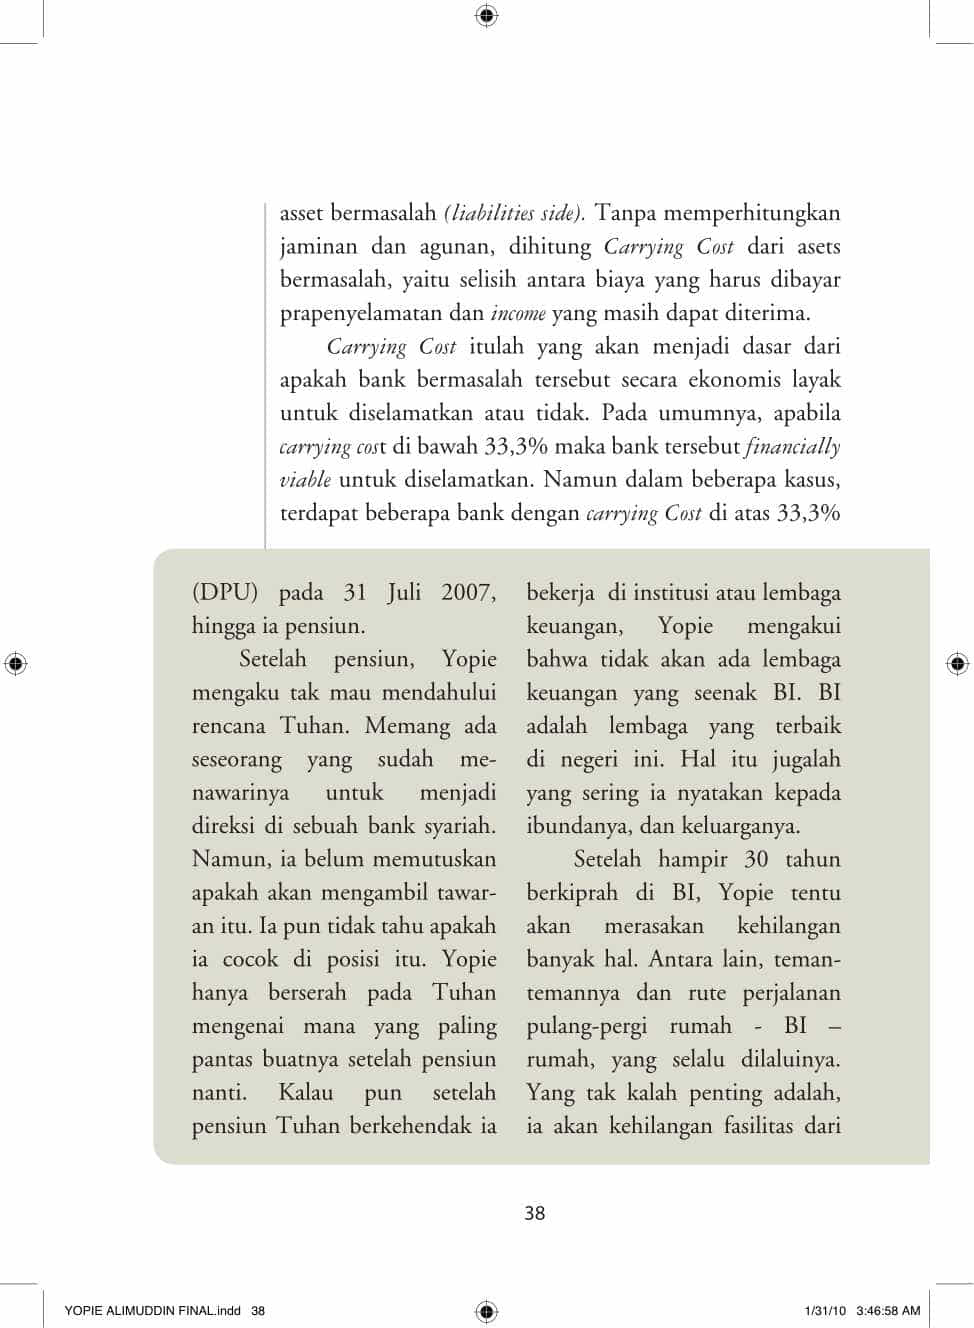 asset bermasalah (liabilities side). Tanpa memperhitungkan
jaminan dan agunan, dihitung Carrying Cost dari asets
bermasalah, yaitu selisih antara biaya yang harus dibayar
prapenyelamatan dan income yang masih dapat diterima.
Carrying Cost itulah yang akan menjadi dasar dari
apakah bank bermasalah tersebut secara ekonomis layak
untuk diselamatkan atau tidak. Pada umumnya, apabila
carrying cost di bawah 33,3% maka bank tersebut financially
viable untuk diselamatkan. Namun dalam beberapa kasus,
terdapat beberapa bank dengan carrying Cost di atas 33,3%
(DPU) pada 31 Juli 2007,
hingga ia pensiun.
Setelah pensiun, Yopie
mengaku tak mau mendahului
rencana Tuhan. Memang ada
seseorang yang sudah me-
nawarinya untuk menjadi
direksi di sebuah bank syariah.
Namun, ia belum memutuskan
apakah akan mengambil tawar-
an itu. Ia pun tidak tahu apakah
ia cocok di posisi itu. Yopie
hanya berserah pada Tuhan
mengenai mana yang paling
pantas buatnya setelah pensiun
nanti. Kalau pun setelah
pensiun Tuhan berkehendak ia
bekerja di institusi atau lembaga
keuangan, Yopie mengakui
bahwa tidak akan ada lembaga
keuangan yang seenak BI. BI
adalah lembaga yang terbaik
di negeri ini. Hal itu jugalah
yang sering ia nyatakan kepada
ibundanya, dan keluarganya.
Setelah hampir 30 tahun
berkiprah di BI, Yopie tentu
akan merasakan kehilangan
banyak hal. Antara lain, teman-
temannya dan rute perjalanan
pulang-pergi rumah - BI –
rumah, yang selalu dilaluinya.
Yang tak kalah penting adalah,
ia akan kehilangan fasilitas dari
38
YOPIE ALIMUDDIN FINAL.indd 38
1/31/10 3:46:58 AM